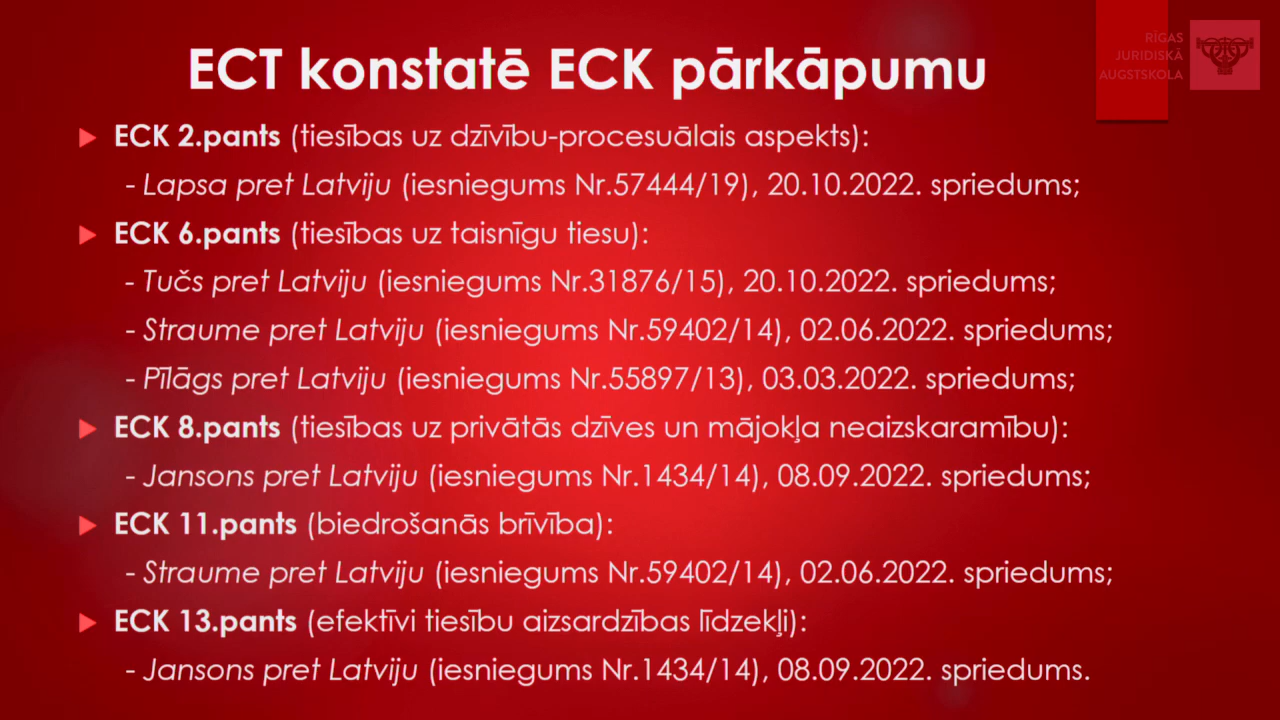 ECT konstatē ECK pārkāpumu
RĪGAS
JURIDISKĀ
AUGSTSKOLA
ECK 2.pants (tiesības uz dzīvību-procesuālais aspekts):
- Lapsa pret Latviju (iesniegums Nr.57444/19), 20.10.2022. spriedums;
ECK 6.pants (tiesības uz taisnīgu tiesu):
- Tučs pret Latviju (iesniegums Nr.31876/15), 20.10.2022. spriedums;
- Straume pret Latviju (iesniegums Nr.59402/14), 02.06.2022. spriedums;
- Pīlāgs pret Latviju (iesniegums Nr.55897/13), 03.03.2022. spriedums;
ECK 8.pants (tiesības uz privātās dzīves un mājokļa neaizskaramību):
- Jansons pret Latviju (iesniegums Nr.1434/14), 08.09.2022. spriedums;
ECK 11.pants (biedrošanās brīvība):
- Straume pret Latviju (iesniegums Nr.59402/14), 02.06.2022. spriedums;
ECK 13.pants (efektīvi tiesību aizsardzības līdzekļi):
- Jansons pret Latviju (iesniegums Nr.1434/14), 08.09.2022. spriedums.